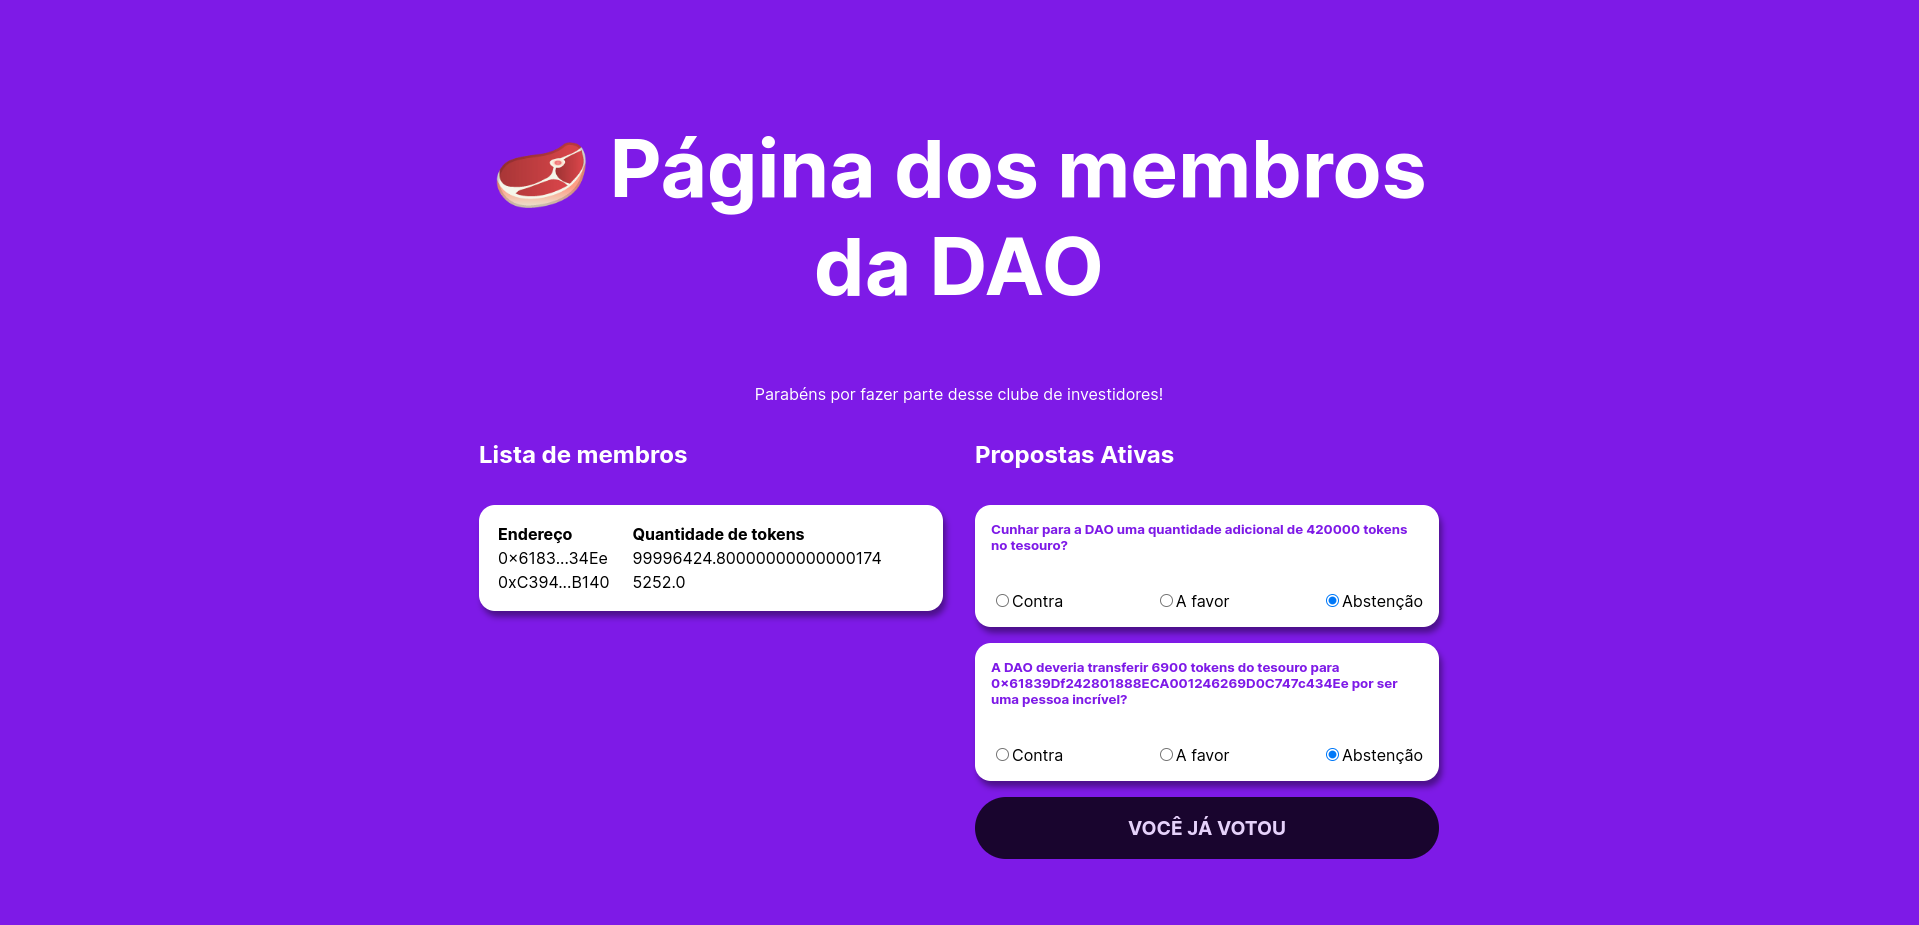 Página dos membros
da DAO
Parabéns por fazer parte desse clube de investidores!
Lista de membros
Endereço Quantidade de tokens
0x6183...34Ee 99996424.80000000000000174
0xC394...B140 5252.0
Propostas Ativas
Cunhar para a DAO uma quantidade adicional de 420000 tokens
no tesouro?
Contra A favor Abstenção
A DAO deveria transferir 6900 tokens do tesouro para
0x61839Df242801888ECA001246269D0C747c434Ee por ser
uma pessoa incrível?
Contra A favor Abstenção
VOCÊ JÁ VOTOU